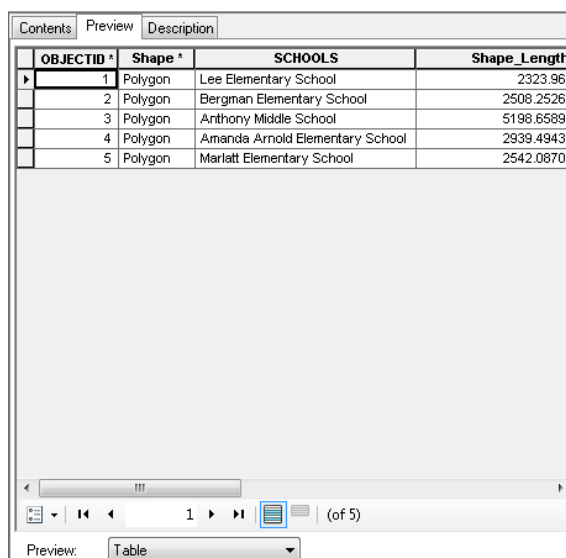 Contents Preview Description
OBJECTID * Shape * SCHOOLS Shape_Length
1 Polygon Lee Elementary School 2323.96
2 Polygon Bergman Elementary School 2508.2526
3 Polygon Anthony Middle School 5198.6589
4 Polygon Amanda Arnold Elementary School 2939.4943
5 Polygon Marlatt Elementary School 2542.0870
1 (of 5)
Preview: Table